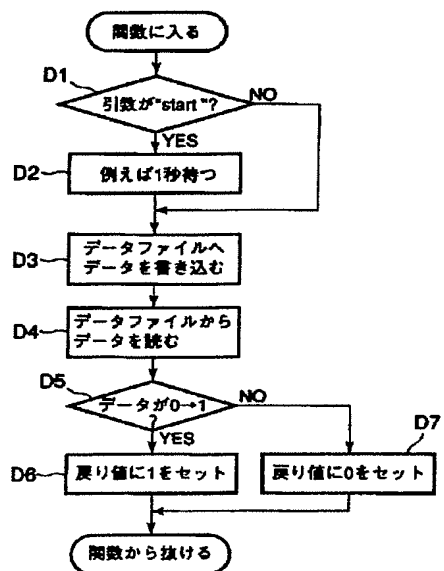 関数に入る
D1
引数が"start"?
NO
YES
D2
例えば1秒待つ
D3
データファイルへ
データを書き込む
D4
データファイルから
データを読む
D5
データが0→1
?
NO
YES
D6
戻り値に1をセット
D7
戻り値に0をセット
関数から抜ける